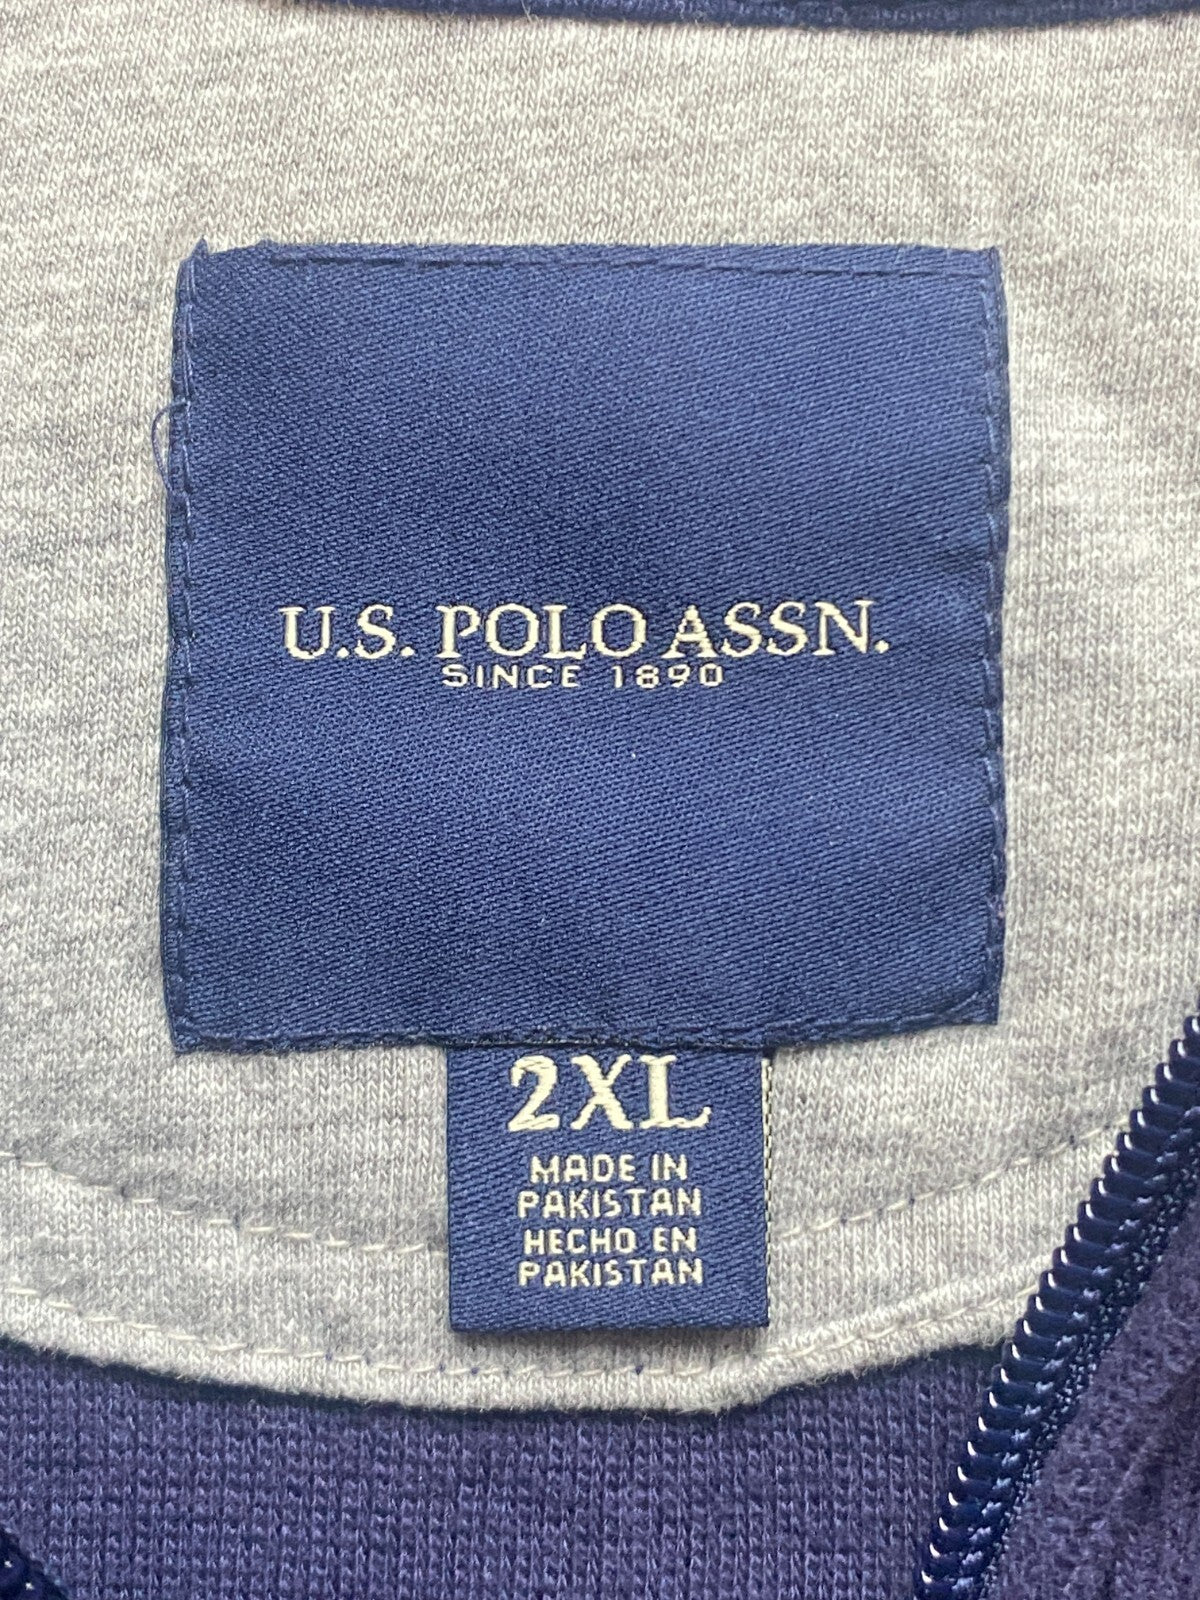 U.S. POLO ASSN.
SINCE 1890
2XL
MADE IN
PAKISTAN
HECHO EN
PAKISTAN